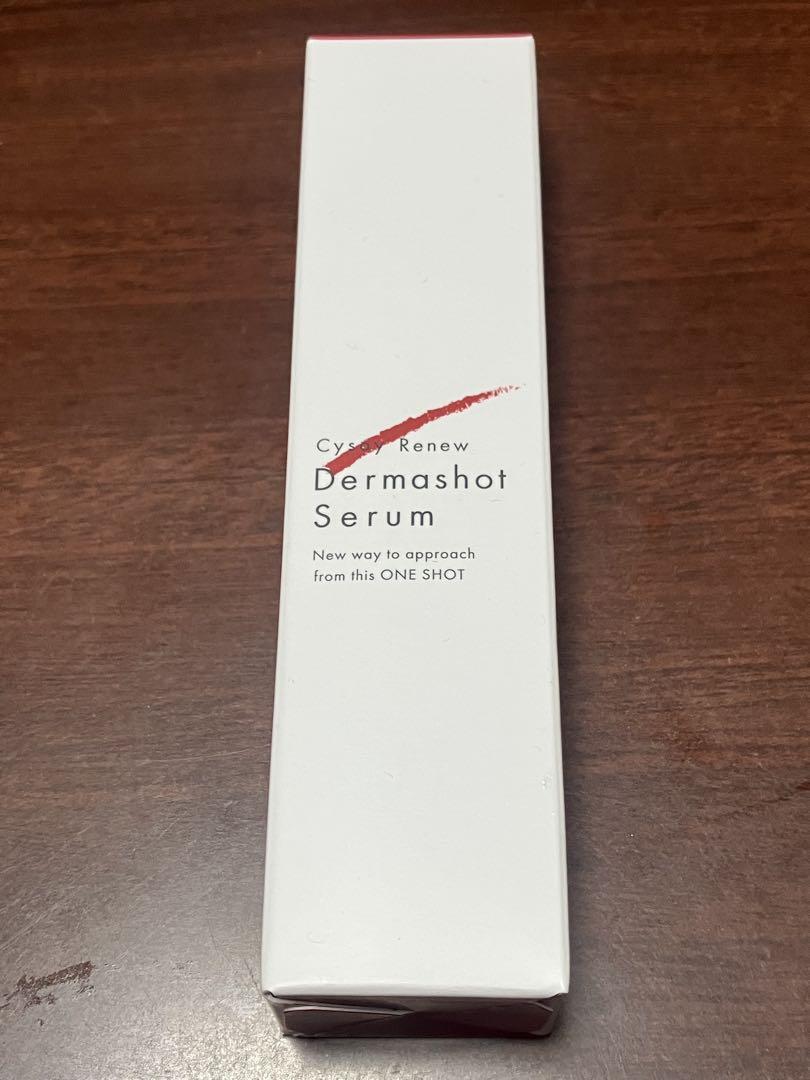 Cysay Renew
Dermashot
Serum
New way to approach
from this ONE SHOT